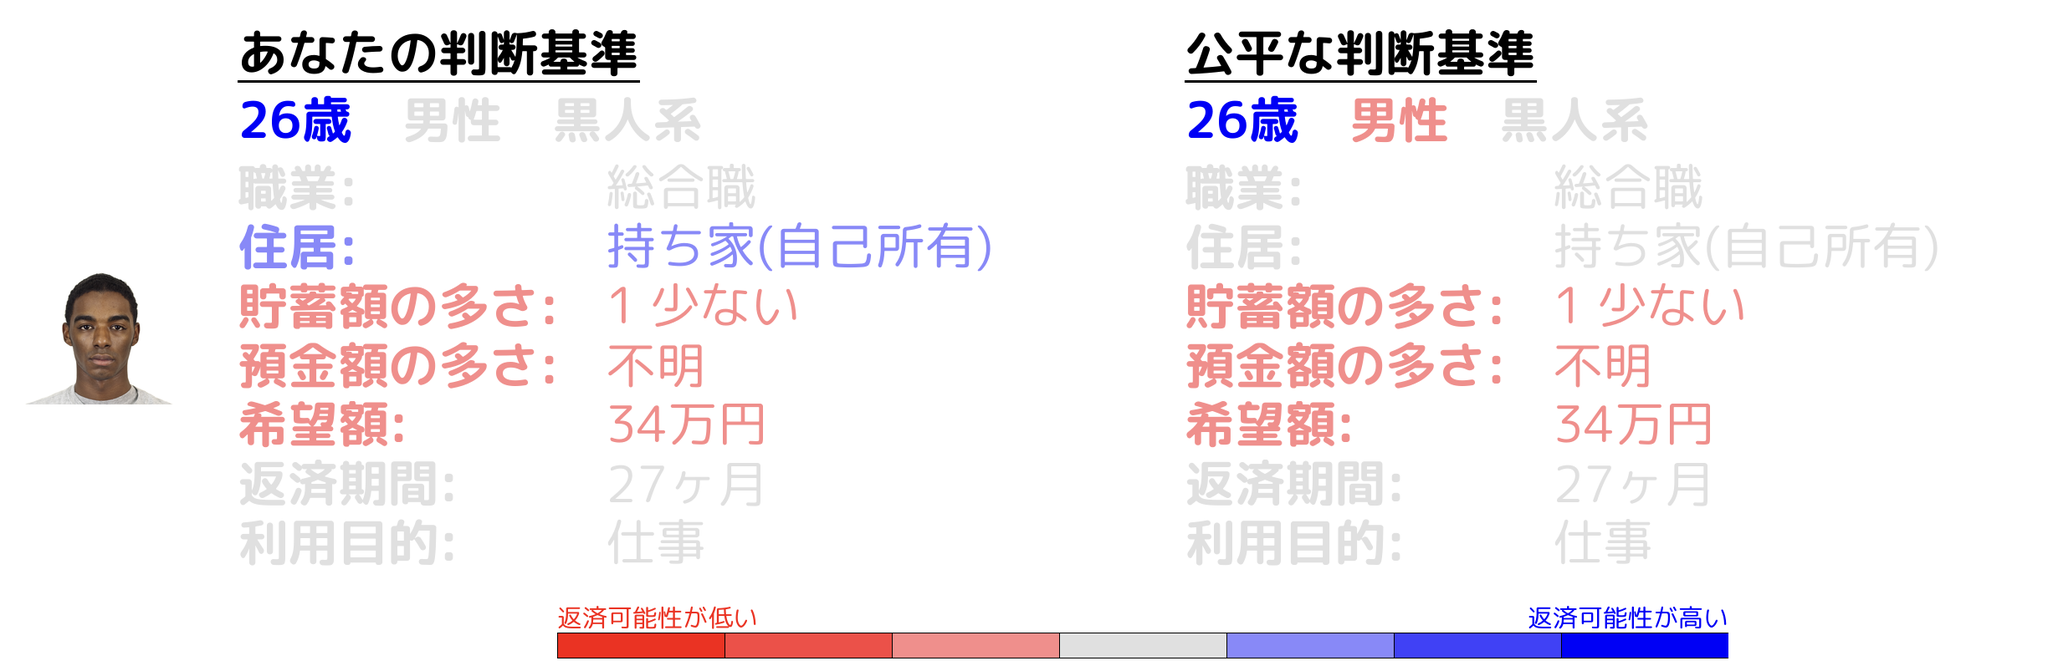 あなたの判断基準
26歳 男性 黒人系
職業: 総合職
住居: 持ち家(自己所有)
貯蓄額の多さ: 1 少ない
預金額の多さ: 不明
希望額: 34万円
返済期間: 27ヶ月
利用目的: 仕事
公平な判断基準
26歳 男性 黒人系
職業: 総合職
住居: 持ち家(自己所有)
貯蓄額の多さ: 1 少ない
預金額の多さ: 不明
希望額: 34万円
返済期間: 27ヶ月
利用目的: 仕事
返済可能性が低い
返済可能性が高い